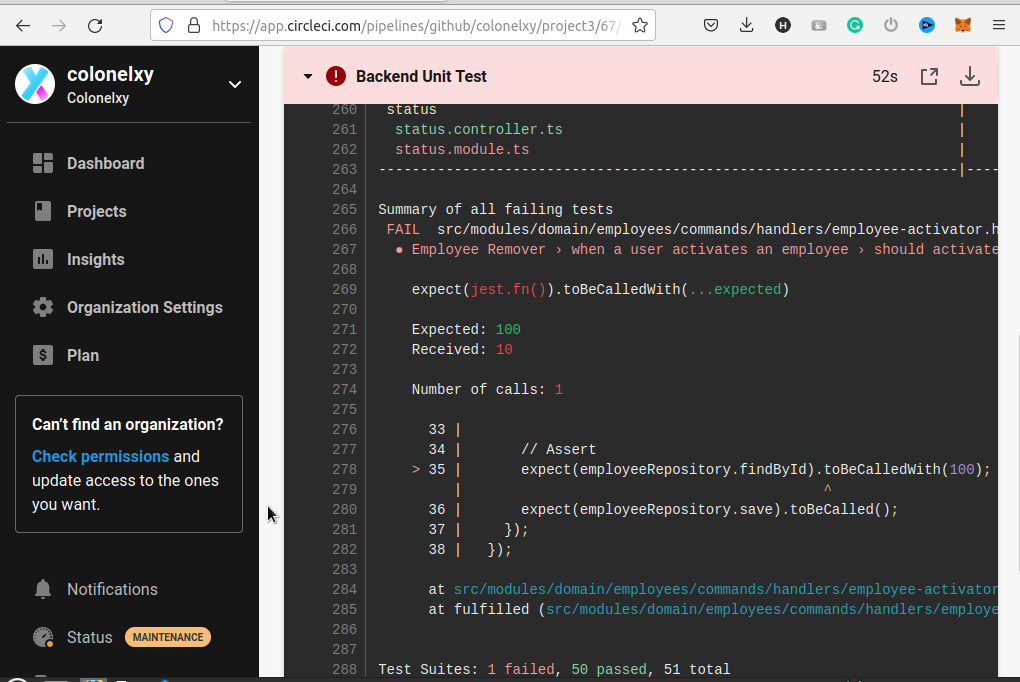 https://app.circleci.com/pipelines/github/colonelxy/project3/67/
colonelxy
Colonelxy
Dashboard
Projects
Insights
Organization Settings
$ Plan
Can't find an organization?
Check permissions and
update access to the ones
you want.
Notifications
Status MAINTENANCE
! Backend Unit Test 52s
260 status |
261 status.controller.ts |
262 status.module.ts |
263 ---------------------------------------------------------------------|----
264
265 Summary of all failing tests
266 FAIL src/modules/domain/employees/commands/handlers/employee-activator.h
267 ● Employee Remover › when a user activates an employee › should activate
268
269 expect(jest.fn()).toBeCalledWith(...expected)
270
271 Expected: 100
272 Received: 10
273
274 Number of calls: 1
275
276 33 |
277 34 | // Assert
278 > 35 | expect(employeeRepository.findById).toBeCalledWith(100);
279 | ^
280 36 | expect(employeeRepository.save).toBeCalled();
281 37 | });
282 38 | });
283
284 at src/modules/domain/employees/commands/handlers/employee-activator
285 at fulfilled (src/modules/domain/employees/commands/handlers/employe
286
287
288 Test Suites: 1 failed, 50 passed, 51 total